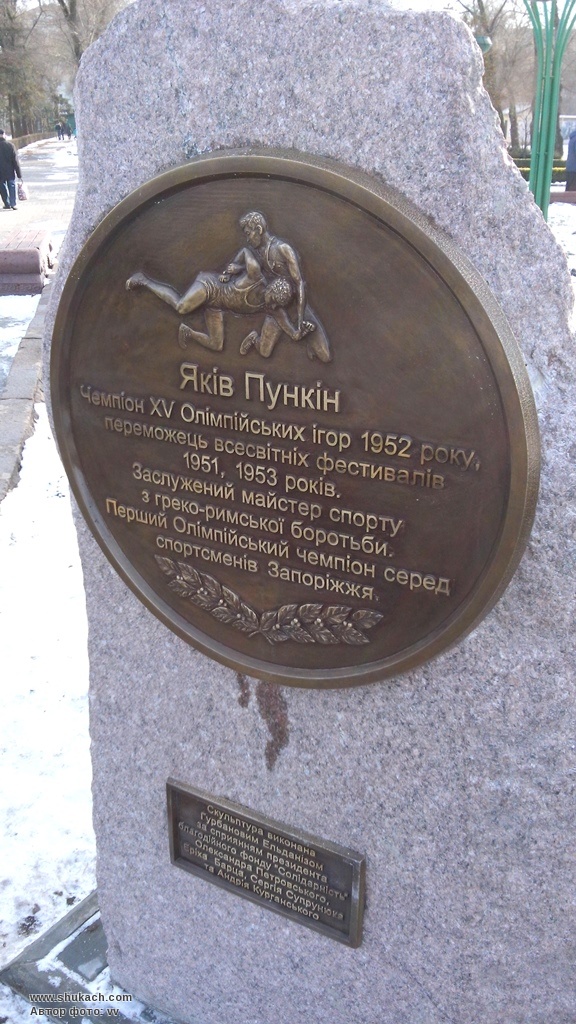 Яків Пункін
Чемпіон XV Олімпійських ігор 1952 року,
переможець всесвітніх фестивалів
1951, 1953 років.
Заслужений майстер спорту
з греко-римської боротьби.
Перший Олімпійський чемпіон серед
спортсменів Запоріжжя.
Скульптура виконана
Гурбановим Ельданізом
за сприянням президента
благодійного фонду "Солідарність"
Олександра Петровського,
Еріка Барца, Сергія Супрунюка
та Андрія Курганського
www.shukach.com
Автор фото: vv